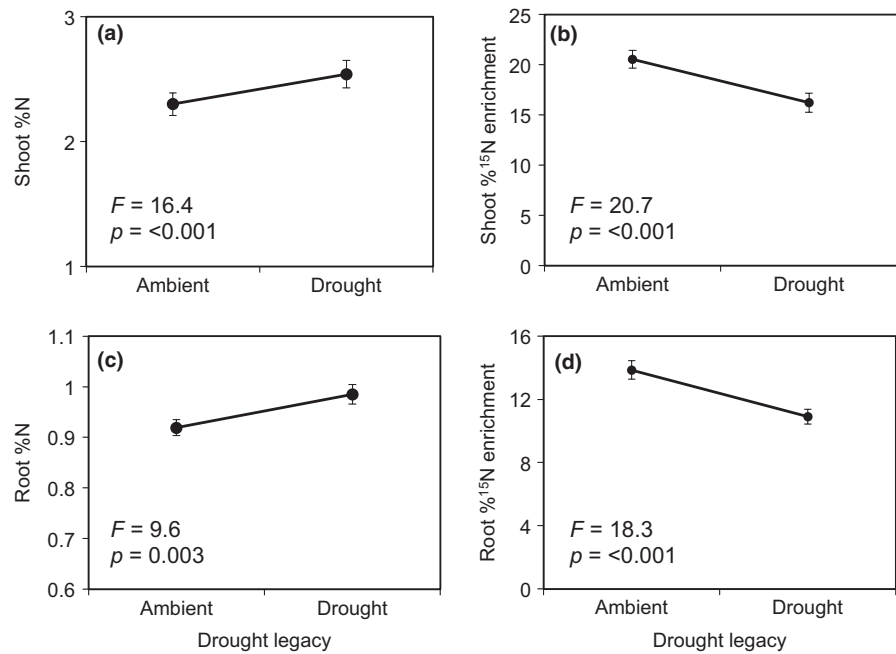 (a)
Shoot %N
3
2
1
F = 16.4
p = <0.001
Ambient
Drought
(b)
Shoot %¹⁵N enrichment
25
20
15
10
5
0
F = 20.7
p = <0.001
Ambient
Drought
(c)
Root %N
1.1
1
0.9
0.8
0.7
0.6
F = 9.6
p = 0.003
Ambient
Drought
Drought legacy
(d)
Root %¹⁵N enrichment
16
12
8
4
0
F = 18.3
p = <0.001
Ambient
Drought
Drought legacy